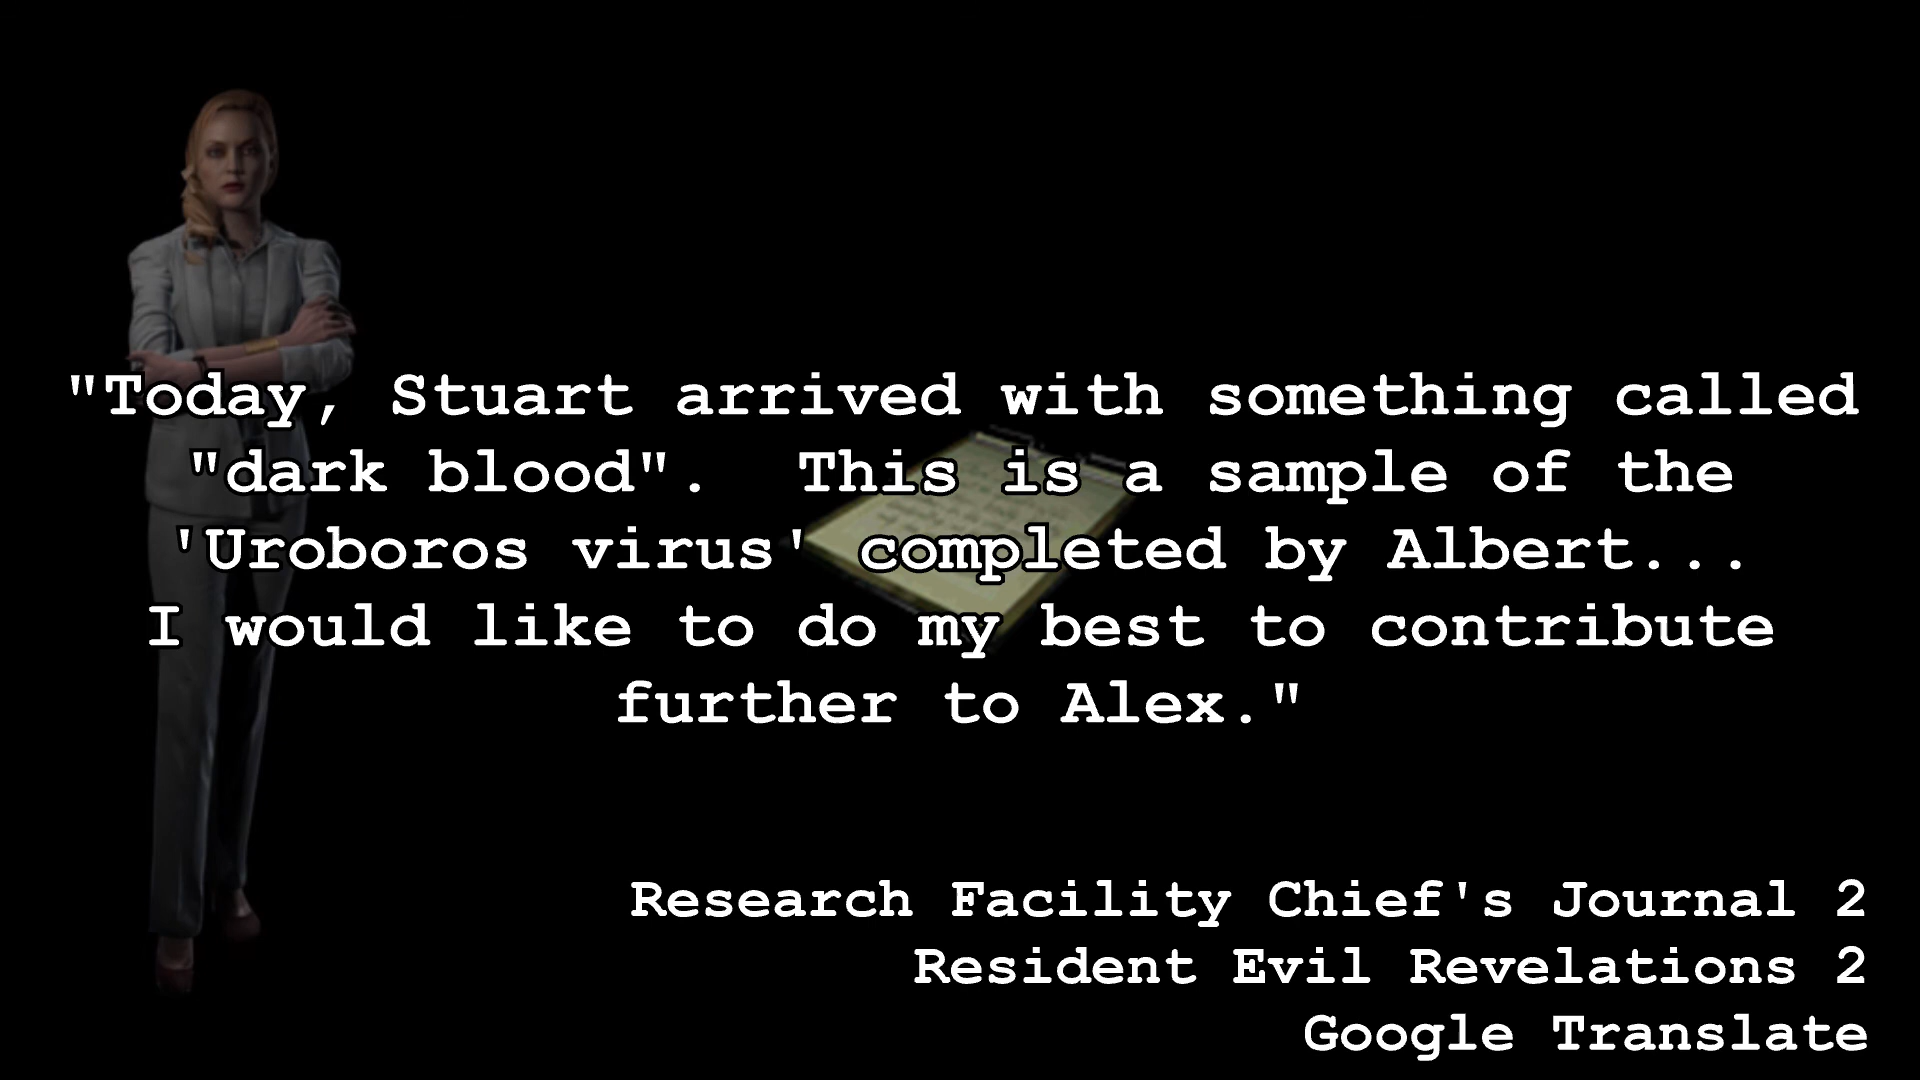 "Today, Stuart arrived with something called
"dark blood".  This is a sample of the
'Uroboros virus' completed by Albert...
I would like to do my best to contribute
further to Alex."
Research Facility Chief's Journal 2
Resident Evil Revelations 2
Google Translate